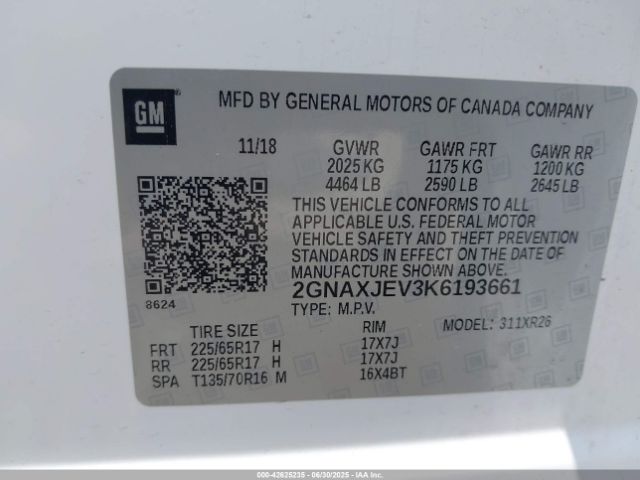 GM
MFD BY GENERAL MOTORS OF CANADA COMPANY
11/18 GVWR GAWR FRT GAWR RR
2025 KG 1175 KG 1200 KG
4464 LB 2590 LB 2645 LB
THIS VEHICLE CONFORMS TO ALL
APPLICABLE U.S. FEDERAL MOTOR
VEHICLE SAFETY AND THEFT PREVENTION
STANDARDS IN EFFECT ON THE DATE OF
MANUFACTURE SHOWN ABOVE.
2GNAXJEV3K6193661
8624
TYPE: M.P.V. MODEL: 311XR26
TIRE SIZE RIM
FRT 225/65R17 H 17X7J
RR 225/65R17 H 17X7J
SPA T135/70R16 M 16X4BT
000-42625235 - 06/30/2025 - IAAI INC.